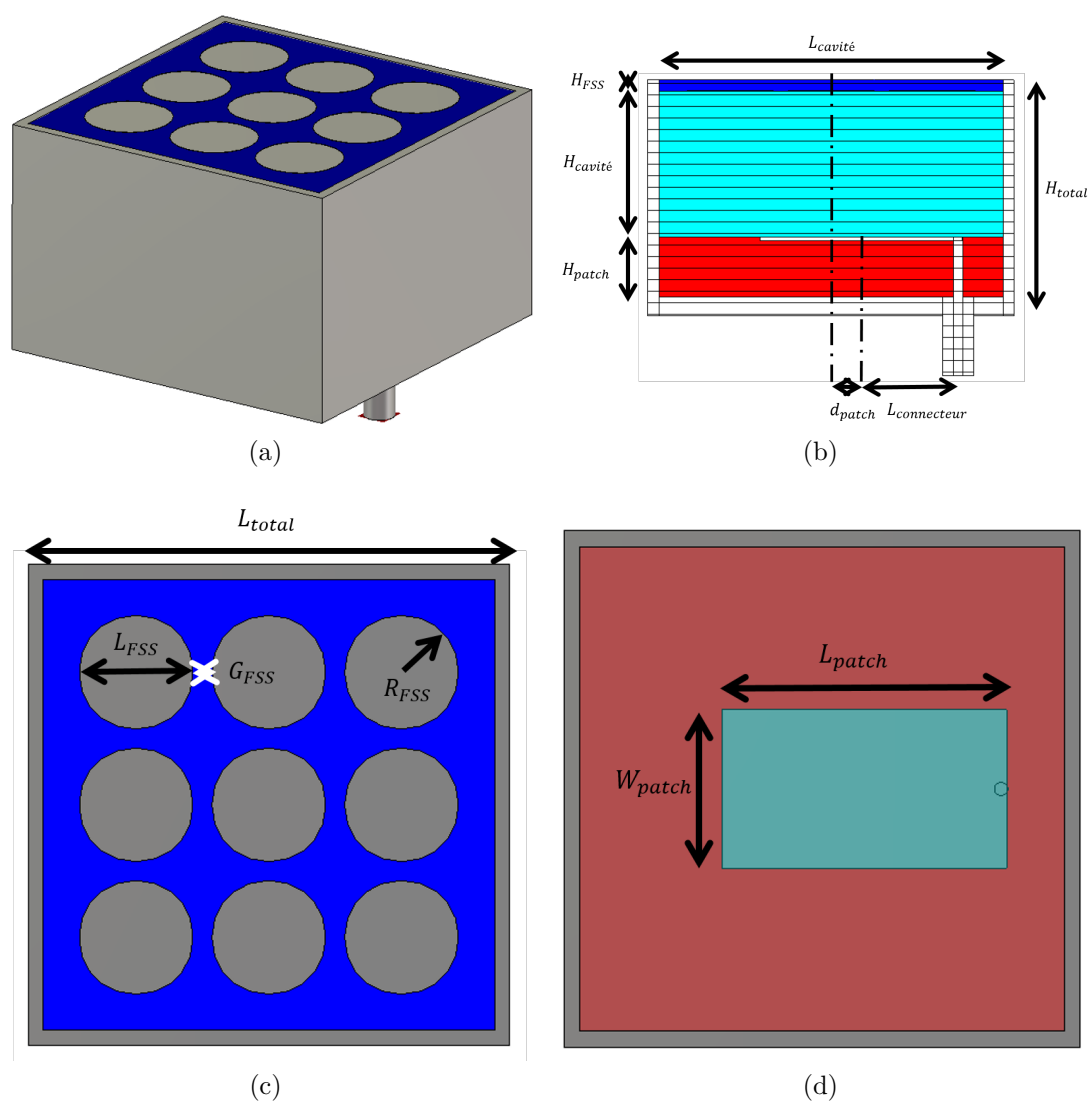 L_cavité
H_FSS
H_cavité
H_total
H_patch
d_patch L_connecteur
(a) (b)
L_total
L_FSS
G_FSS
R_FSS
L_patch
W_patch
(c) (d)